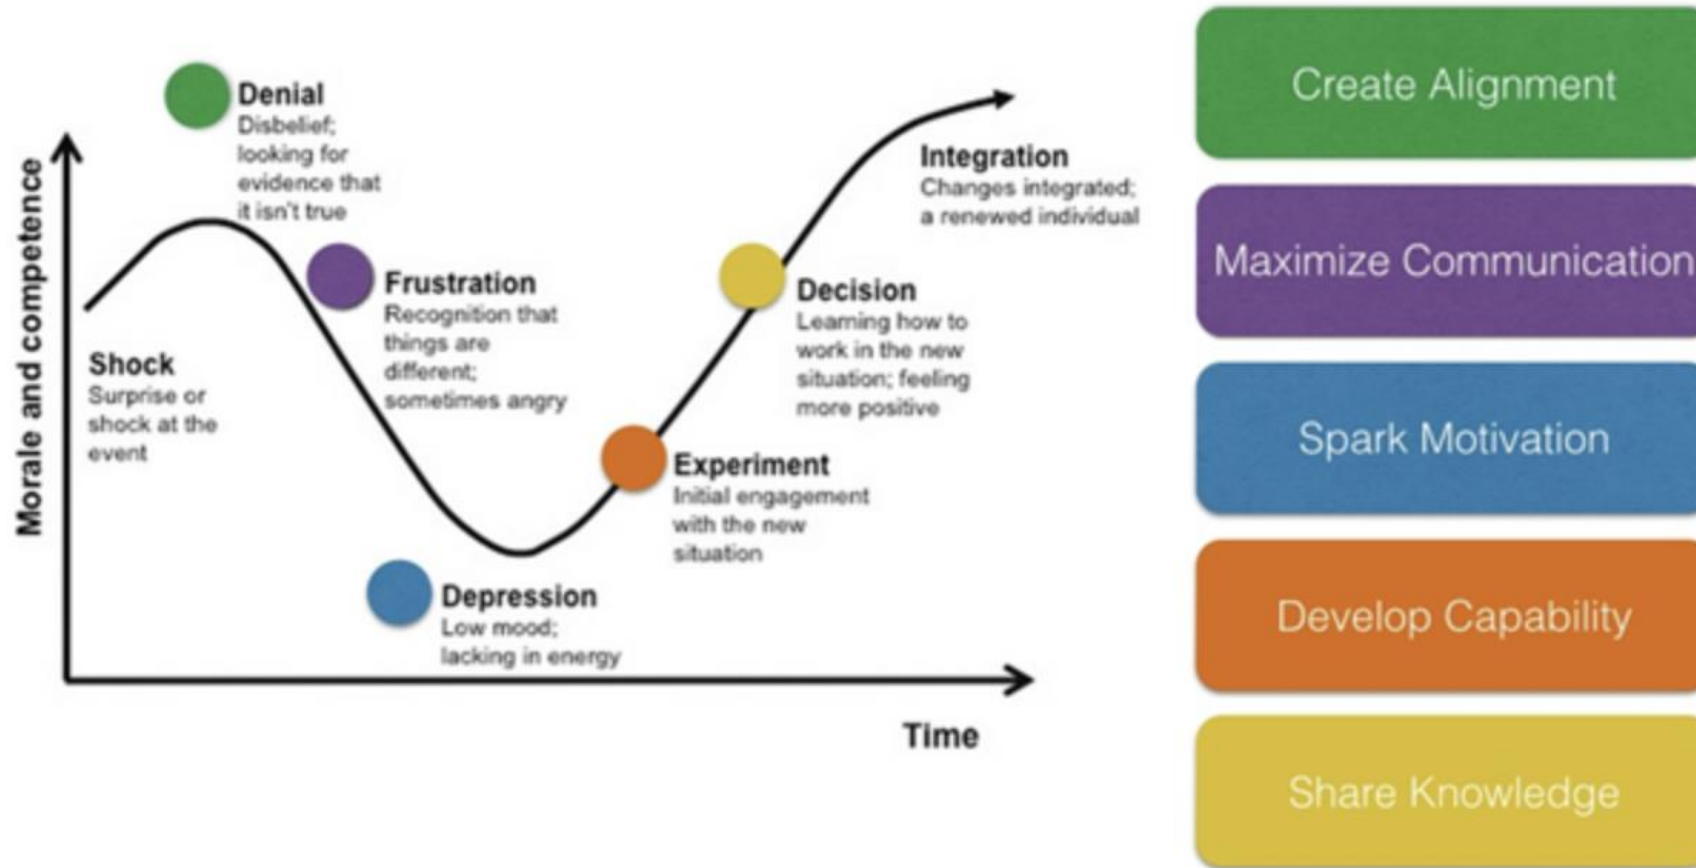 Morale and competence
Denial
Disbelief;
looking for
evidence that
it isn't true
Shock
Surprise or
shock at the
event
Frustration
Recognition that
things are
different;
sometimes angry
Depression
Low mood;
lacking in energy
Experiment
Initial engagement
with the new
situation
Decision
Learning how to
work in the new
situation; feeling
more positive
Integration
Changes integrated;
a renewed individual
Time
Create Alignment
Maximize Communication
Spark Motivation
Develop Capability
Share Knowledge